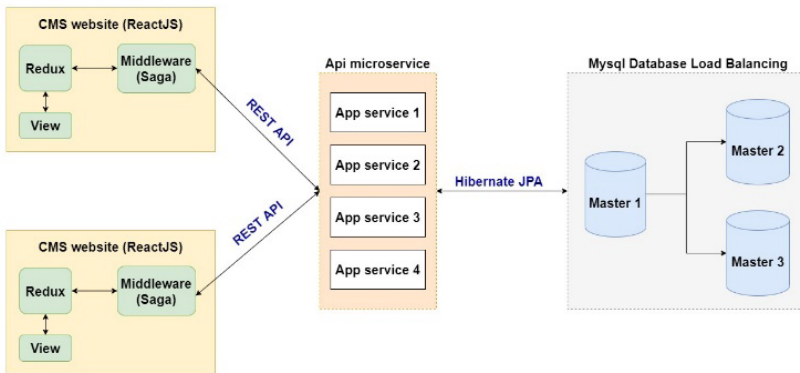 CMS website (ReactJS)
Redux
Middleware
(Saga)
View
REST API
Api microservice
App service 1
App service 2
App service 3
App service 4
Hibernate JPA
Mysql Database Load Balancing
Master 1
Master 2
Master 3
CMS website (ReactJS)
Redux
Middleware
(Saga)
View
REST API